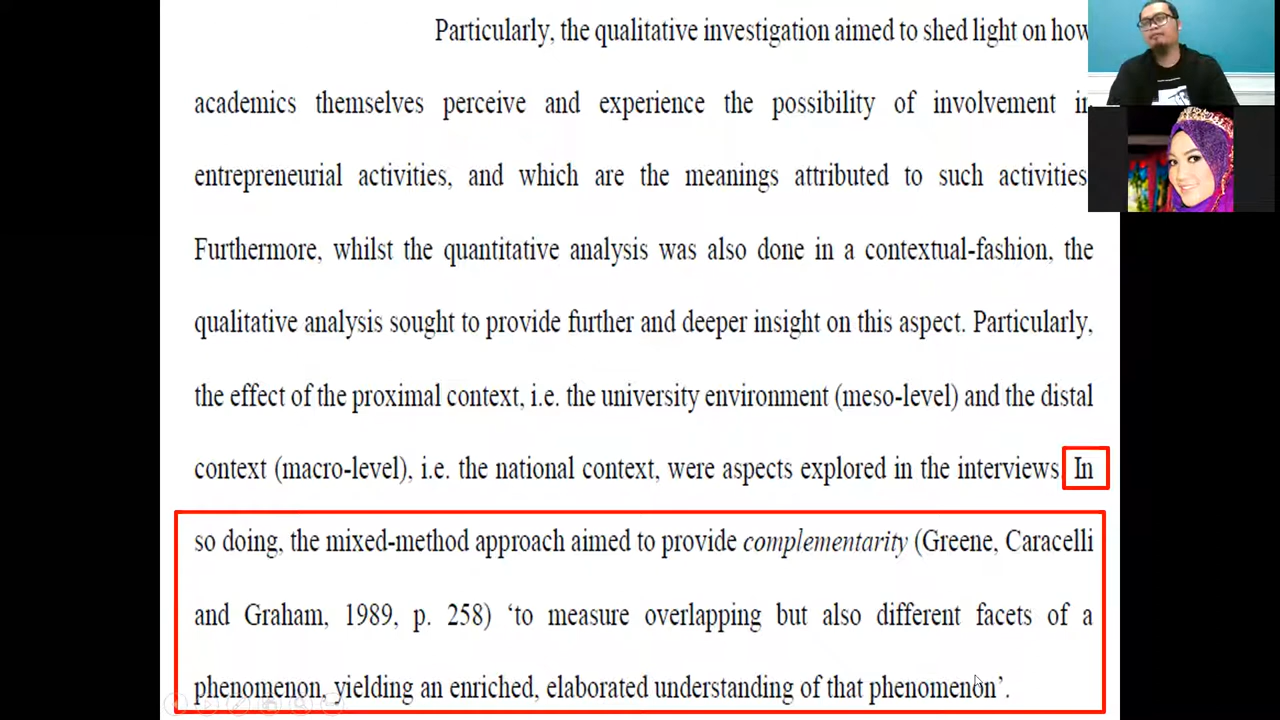 Particularly, the qualitative investigation aimed to shed light on how
academics themselves perceive and experience the possibility of involvement in
entrepreneurial activities, and which are the meanings attributed to such activities.
Furthermore, whilst the quantitative analysis was also done in a contextual-fashion, the
qualitative analysis sought to provide further and deeper insight on this aspect. Particularly,
the effect of the proximal context, i.e. the university environment (meso-level) and the distal
context (macro-level), i.e. the national context, were aspects explored in the interviews. In
so doing, the mixed-method approach aimed to provide complementarity (Greene, Caracelli
and Graham, 1989, p. 258) ‘to measure overlapping but also different facets of a
phenomenon, yielding an enriched, elaborated understanding of that phenomenon’.